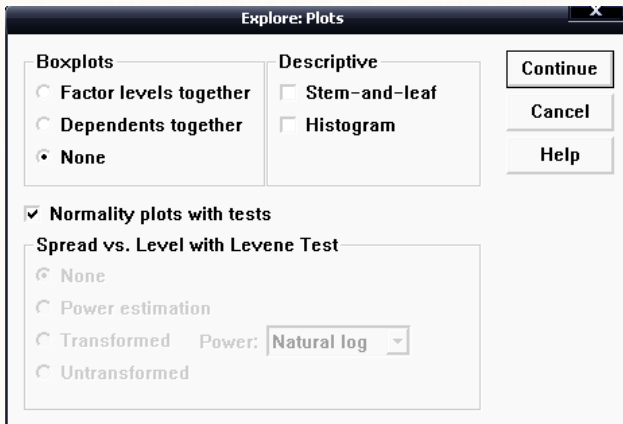 Explore: Plots
X
Boxplots
Factor levels together
Dependents together
None
Descriptive
Stem-and-leaf
Histogram
Continue
Cancel
Help
Normality plots with tests
Spread vs. Level with Levene Test
None
Power estimation
Transformed Power: Natural log
Untransformed